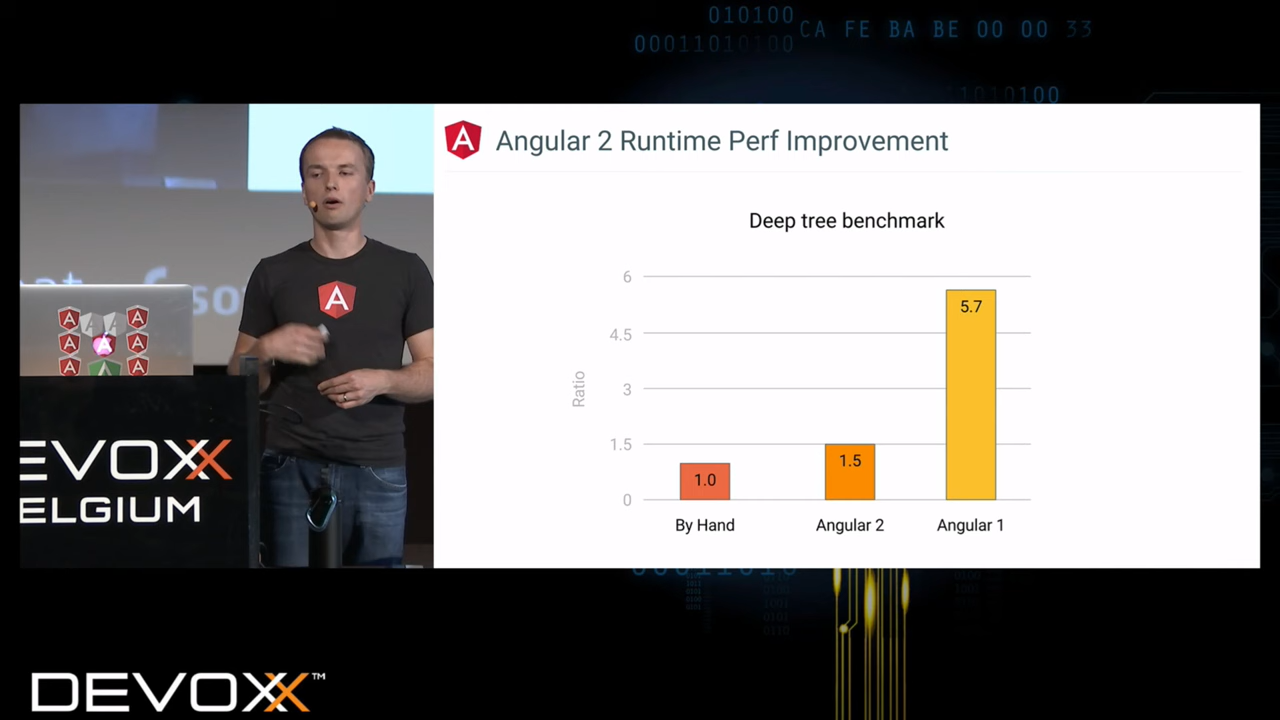 010100
00011010100
CA FE BA BE 00 00 33
1010100
Angular 2 Runtime Perf Improvement
Deep tree benchmark
6
4.5
3
1.5
0
Ratio
1.0
1.5
5.7
By Hand
Angular 2
Angular 1
A
A
A
A
A
A
A
A
EVOXX
ELGIUM
DEVOXX™